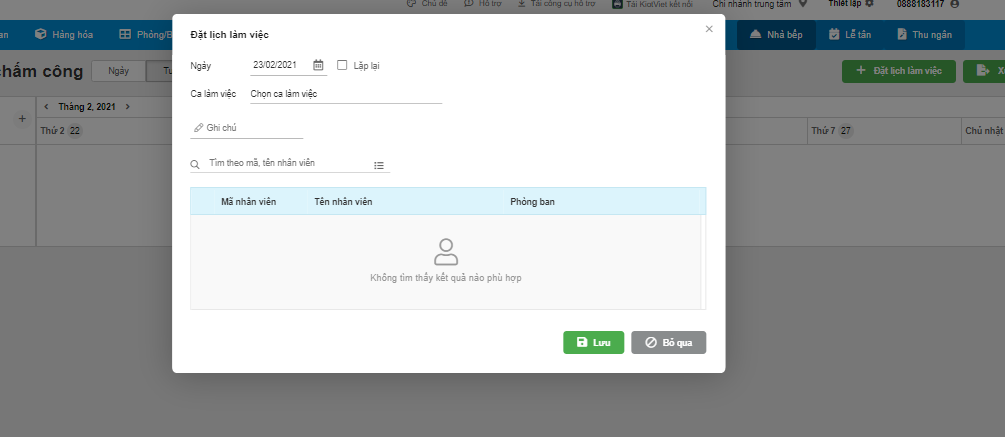 Chủ đề Hỗ trợ Tải công cụ hỗ trợ Tải KiotViet kết nối Chi nhánh trung tâm Thiết lập 0888183117
Hàng hóa Phòng/B Nhà bếp Lễ tân Thu ngân
hấm công Ngày Tu Đặt lịch làm việc X
Tháng 2, 2021
Thứ 2 22 Thứ 7 27 Chủ nhật
Đặt lịch làm việc
Ngày 23/02/2021 Lặp lại
Ca làm việc Chọn ca làm việc
Ghi chú
Tìm theo mã, tên nhân viên
Mã nhân viên Tên nhân viên Phòng ban
Không tìm thấy kết quả nào phù hợp
Lưu Bỏ qua